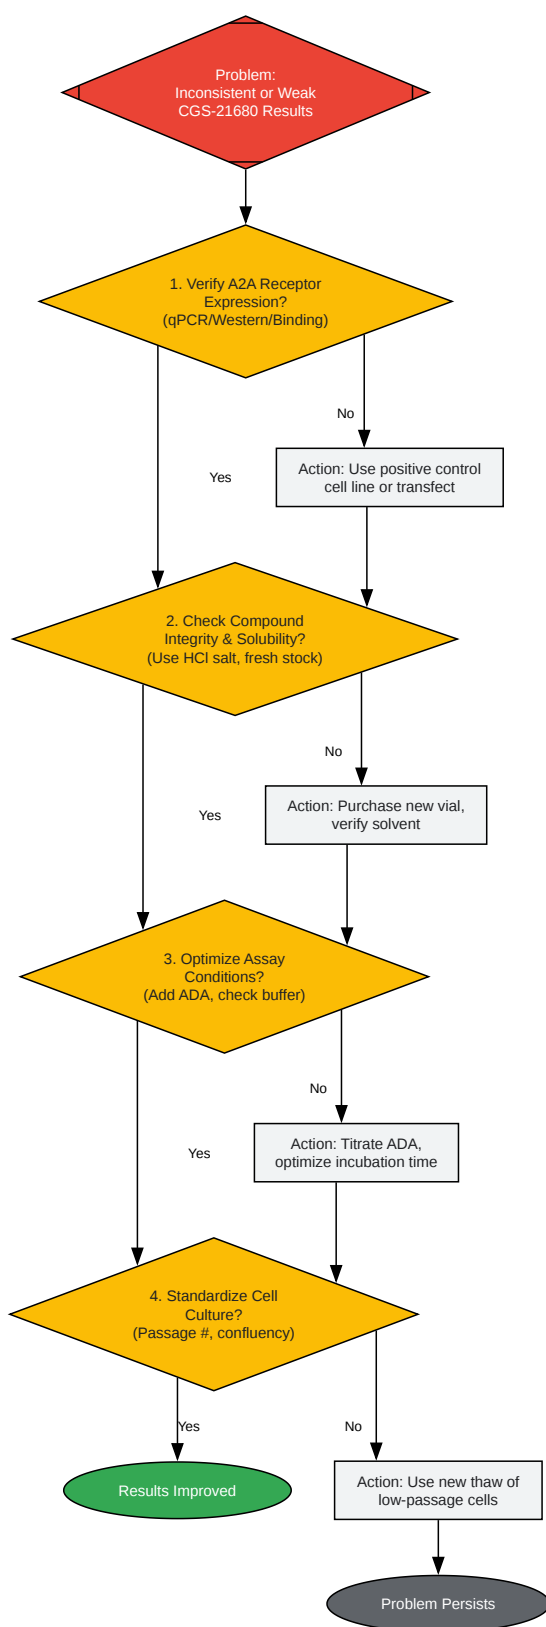 Problem:
Inconsistent or Weak
CGS-21680 Results
1. Verify A2A Receptor
Expression?
(qPCR/Western/Binding)
No
Action: Use positive control
cell line or transfect
Yes
2. Check Compound
Integrity & Solubility?
(Use HCl salt, fresh stock)
No
Action: Purchase new vial,
verify solvent
Yes
3. Optimize Assay
Conditions?
(Add ADA, check buffer)
No
Action: Titrate ADA,
optimize incubation time
Yes
4. Standardize Cell
Culture?
(Passage #, confluency)
Yes
No
Results Improved
Action: Use new thaw of
low-passage cells
Problem Persists